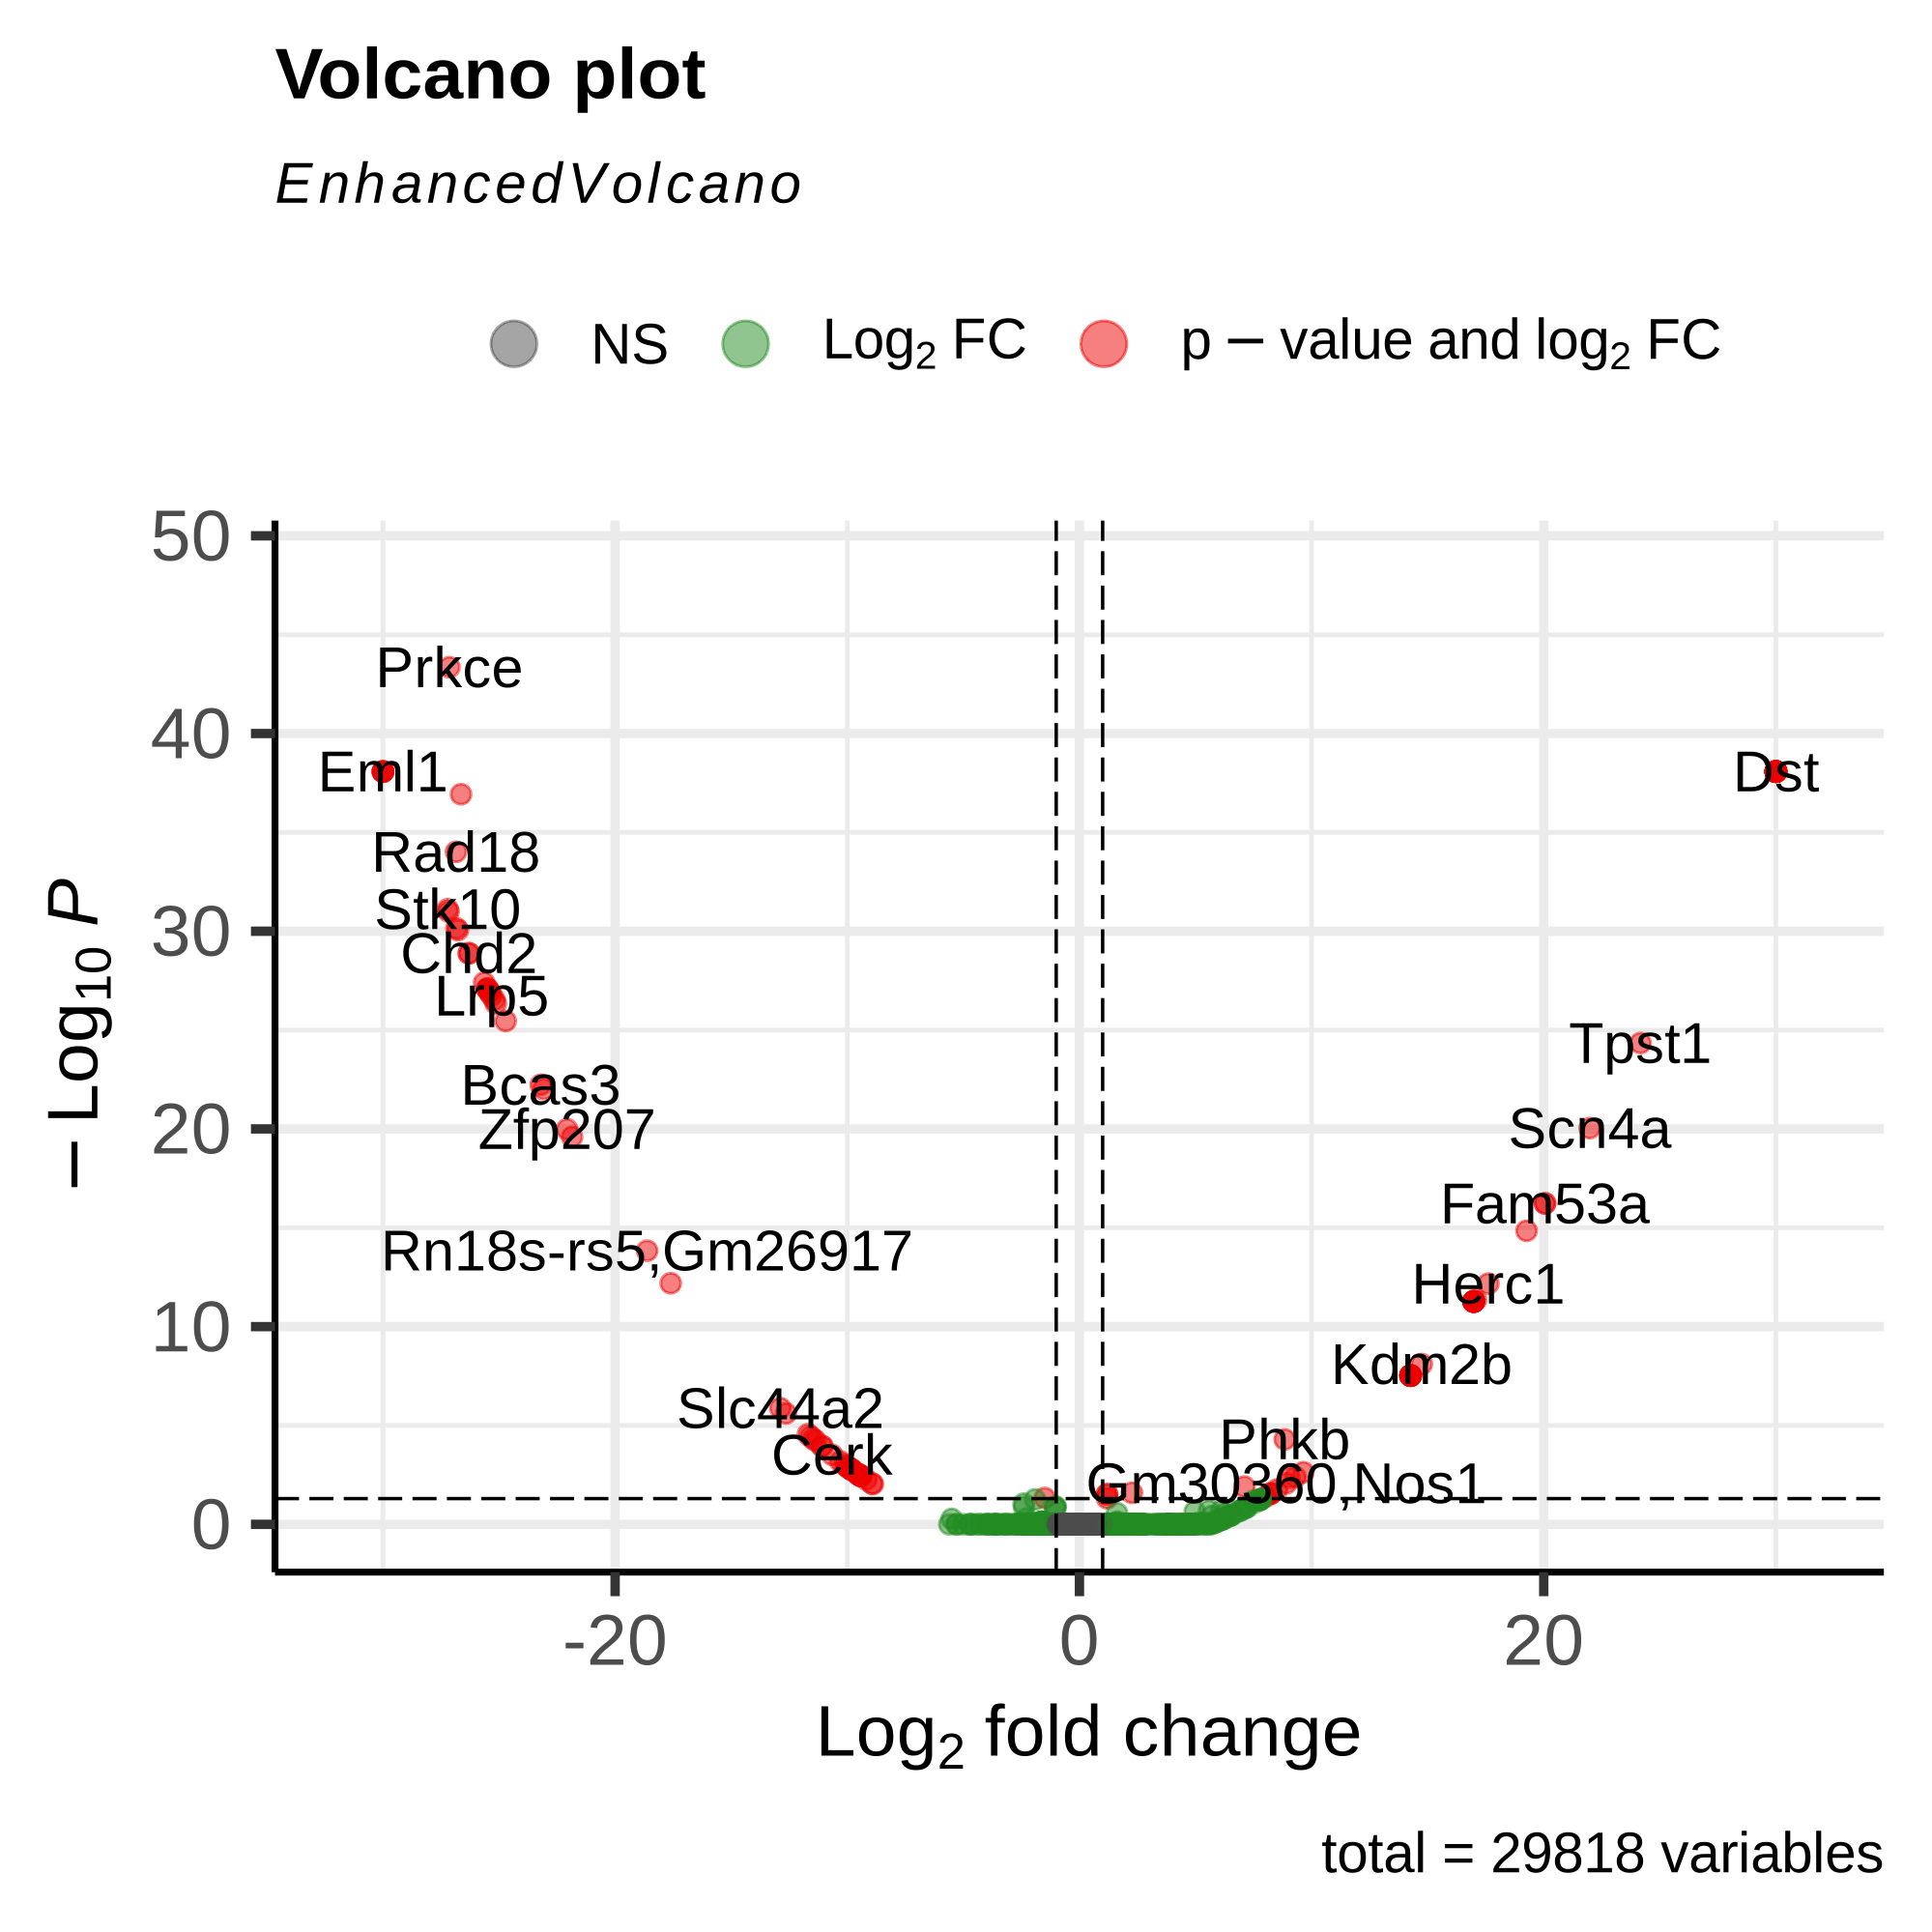 Volcano plot
EnhancedVolcano
NS Log2 FC p − value and log2 FC
50
40
30
20
10
0
− Log10 P
Prkce
Eml1
Dst
Rad18
Stk10
Chd2
Lrp5
Tpst1
Bcas3
Zfp207
Scn4a
Fam53a
Rn18s-rs5,Gm26917
Herc1
Kdm2b
Slc44a2
Phkb
Cerk
Gm30360,Nos1
-20 0 20
Log2 fold change
total = 29818 variables